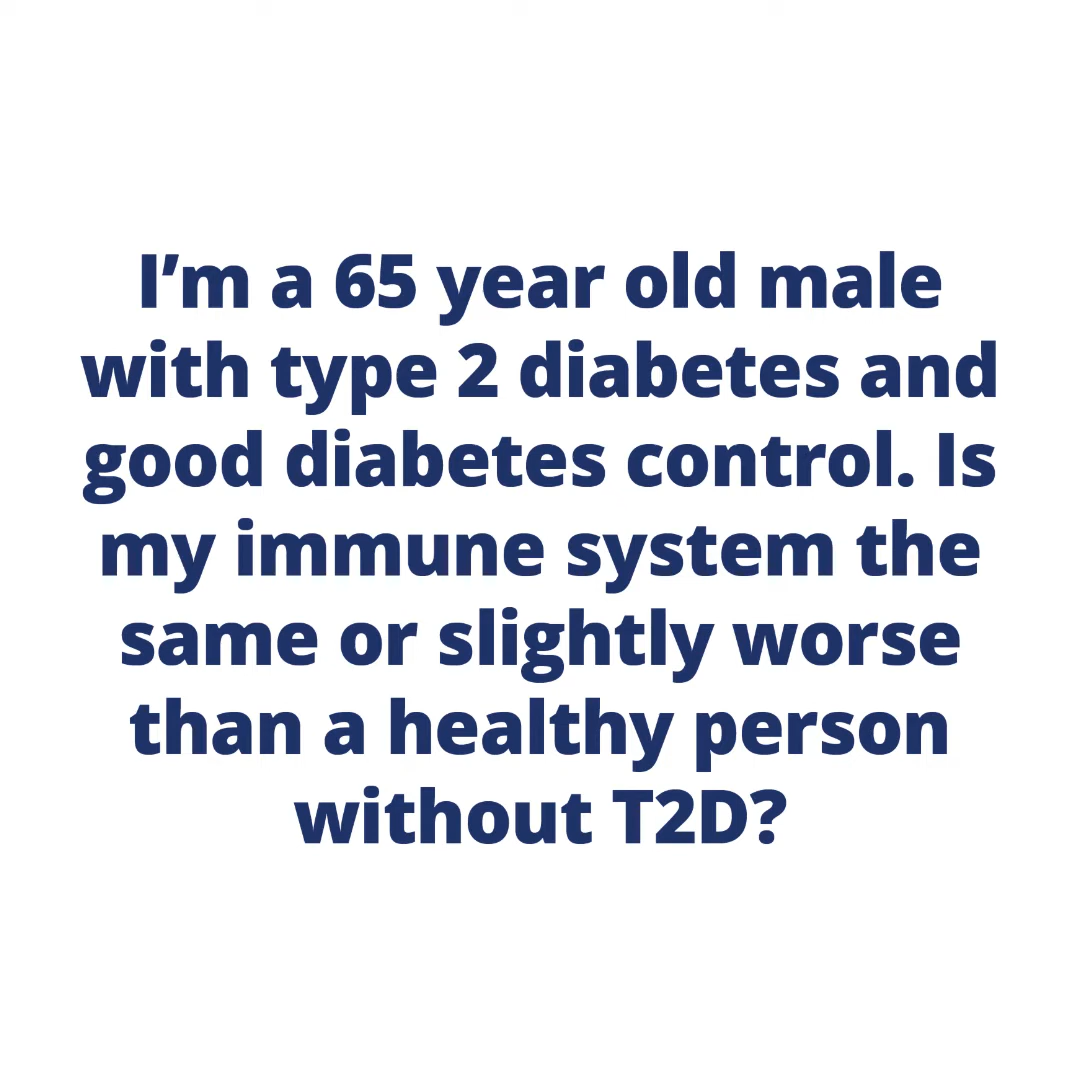 I’m a 65 year old male
with type 2 diabetes and
good diabetes control. Is
my immune system the
same or slightly worse
than a healthy person
without T2D?